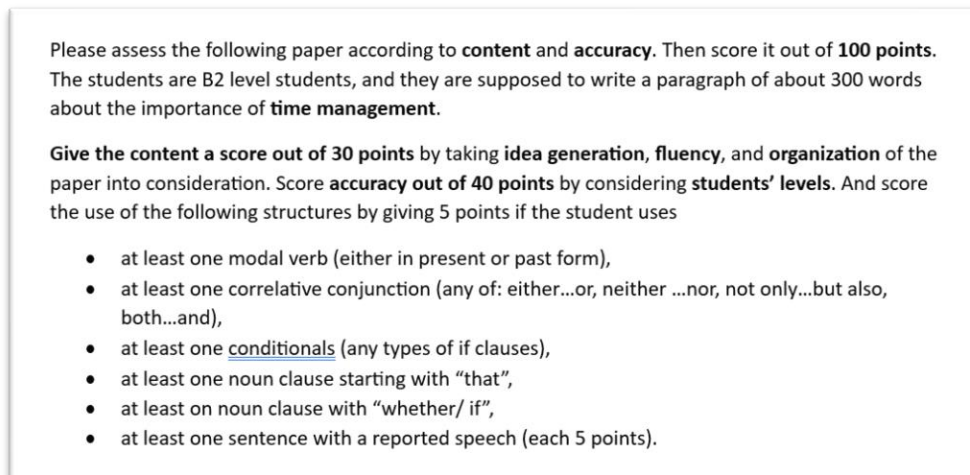 Please assess the following paper according to content and accuracy. Then score it out of 100 points.
The students are B2 level students, and they are supposed to write a paragraph of about 300 words
about the importance of time management.
Give the content a score out of 30 points by taking idea generation, fluency, and organization of the
paper into consideration. Score accuracy out of 40 points by considering students’ levels. And score
the use of the following structures by giving 5 points if the student uses
• at least one modal verb (either in present or past form),
• at least one correlative conjunction (any of: either...or, neither ...nor, not only...but also,
both...and),
• at least one conditionals (any types of if clauses),
• at least one noun clause starting with “that”,
• at least on noun clause with “whether/ if”,
• at least one sentence with a reported speech (each 5 points).